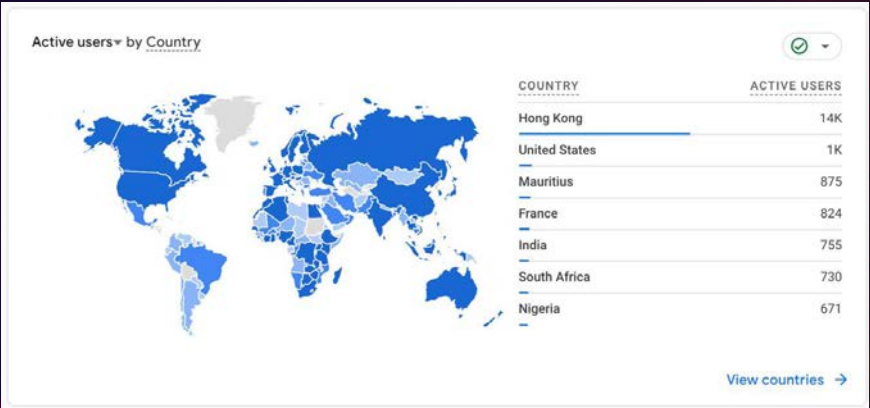 Active users by Country
COUNTRY ACTIVE USERS
Hong Kong 14K
United States 1K
Mauritius 875
France 824
India 755
South Africa 730
Nigeria 671
View countries